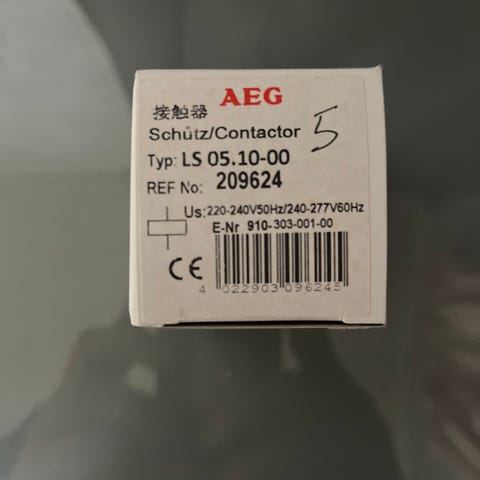 AEG
接触器
Schütz/Contactor 5
Typ: LS 05.10-00
REF No: 209624
Us: 220-240V50Hz/240-277V60Hz
E-Nr 910-303-001-00
CE
4 022903 096245